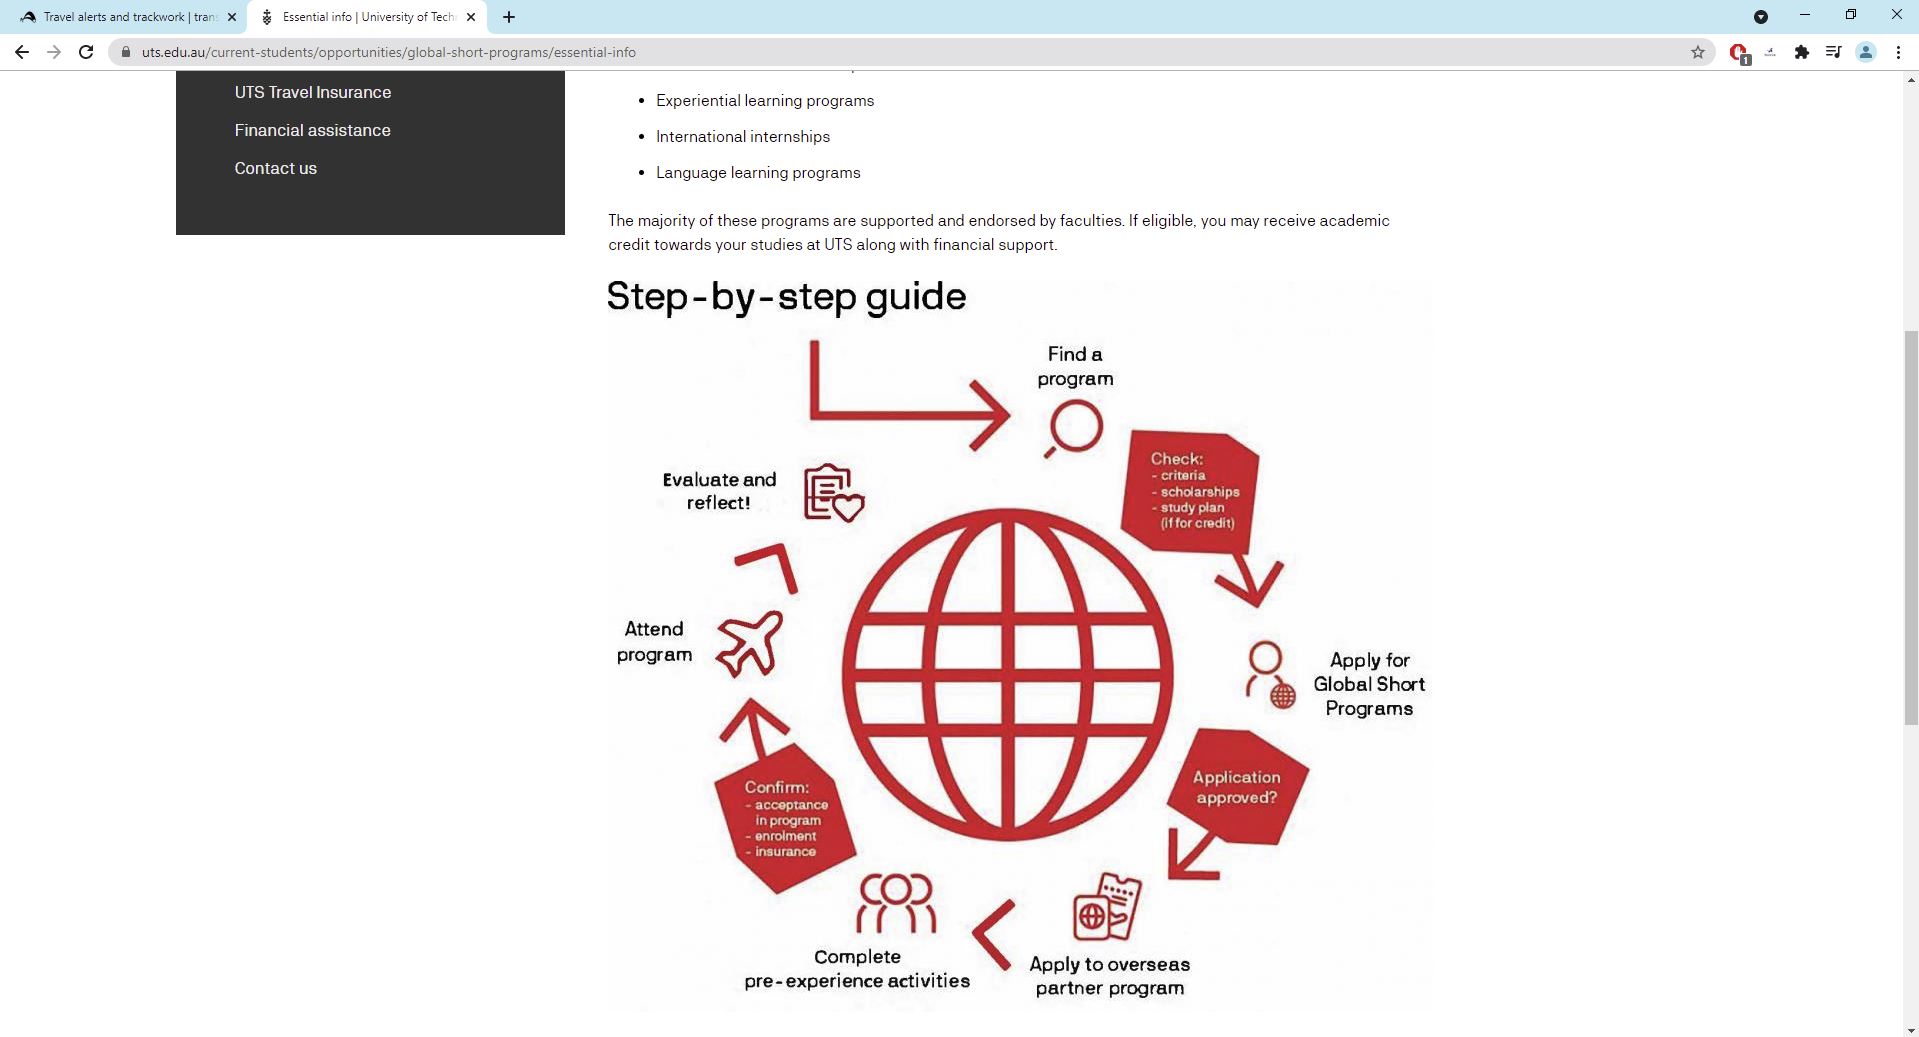 Travel alerts and trackwork | tran
Essential info | University of Tech
uts.edu.au/current-students/opportunities/global-short-programs/essential-info
1
UTS Travel Insurance
Financial assistance
Contact us
• Experiential learning programs
• International internships
• Language learning programs
The majority of these programs are supported and endorsed by faculties. If eligible, you may receive academic
credit towards your studies at UTS along with financial support.
Step-by-step guide
Find a
program
Check:
- criteria
- scholarships
- study plan
(if for credit)
Apply for
Global Short
Programs
Application
approved?
Apply to overseas
partner program
Complete
pre-experience activities
Confirm:
- acceptance
in program
- enrolment
- insurance
Attend
program
Evaluate and
reflect!